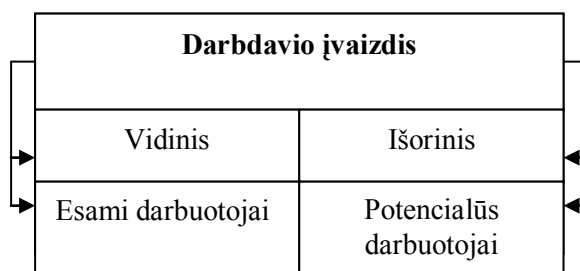 Darbdavio įvaizdis
Vidinis
Išorinis
Esami darbuotojai
Potencialūs
darbuotojai